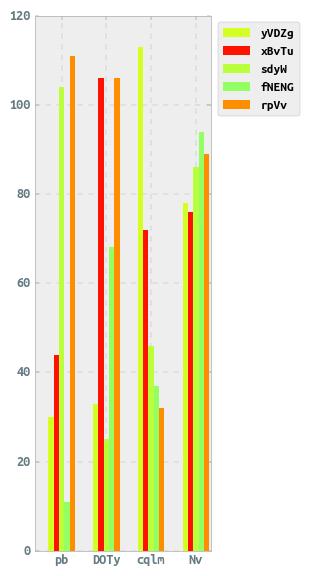 120
100
80
60
40
20
0
pb DOTy cqlm Nv
yVDZg
xBvTu
sdyW
fNENG
rpVv